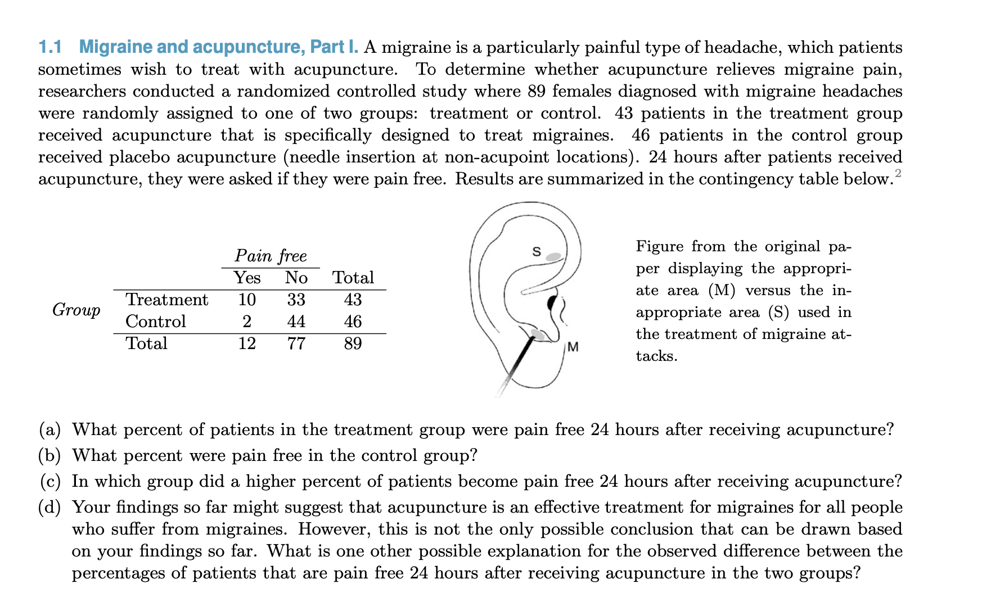 1.1 Migraine and acupuncture, Part I. A migraine is a particularly painful type of headache, which patients
sometimes wish to treat with acupuncture. To determine whether acupuncture relieves migraine pain,
researchers conducted a randomized controlled study where 89 females diagnosed with migraine headaches
were randomly assigned to one of two groups: treatment or control. 43 patients in the treatment group
received acupuncture that is specifically designed to treat migraines. 46 patients in the control group
received placebo acupuncture (needle insertion at non-acupoint locations). 24 hours after patients received
acupuncture, they were asked if they were pain free. Results are summarized in the contingency table below.2
Pain free
Yes No Total
Group
Treatment 10 33 43
Control 2 44 46
Total 12 77 89
S
M
Figure from the original pa-
per displaying the appropri-
ate area (M) versus the in-
appropriate area (S) used in
the treatment of migraine at-
tacks.
(a) What percent of patients in the treatment group were pain free 24 hours after receiving acupuncture?
(b) What percent were pain free in the control group?
(c) In which group did a higher percent of patients become pain free 24 hours after receiving acupuncture?
(d) Your findings so far might suggest that acupuncture is an effective treatment for migraines for all people
who suffer from migraines. However, this is not the only possible conclusion that can be drawn based
on your findings so far. What is one other possible explanation for the observed difference between the
percentages of patients that are pain free 24 hours after receiving acupuncture in the two groups?